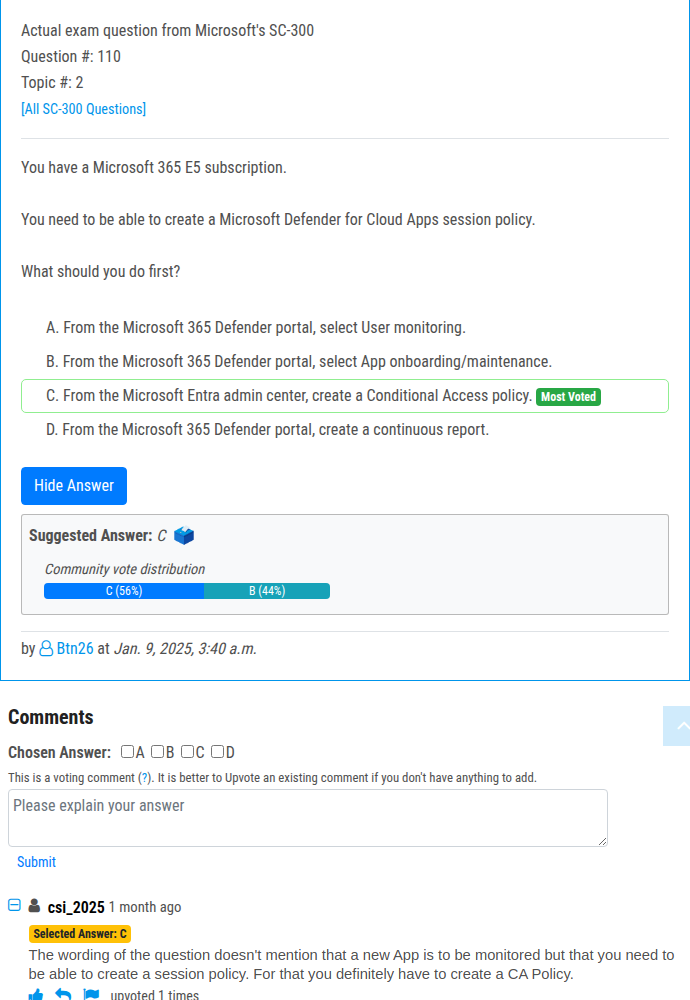 Actual exam question from Microsoft's SC-300
Question #: 110
Topic #: 2
[All SC-300 Questions]
You have a Microsoft 365 E5 subscription.
You need to be able to create a Microsoft Defender for Cloud Apps session policy.
What should you do first?
A. From the Microsoft 365 Defender portal, select User monitoring.
B. From the Microsoft 365 Defender portal, select App onboarding/maintenance.
C. From the Microsoft Entra admin center, create a Conditional Access policy. Most Voted
D. From the Microsoft 365 Defender portal, create a continuous report.
Hide Answer
Suggested Answer: C
Community vote distribution
C (56%) B (44%)
by Btn26 at Jan. 9, 2025, 3:40 a.m.
Comments
Chosen Answer: A B C D
This is a voting comment (?). It is better to Upvote an existing comment if you don't have anything to add.
Please explain your answer
Submit
csi_2025 1 month ago
Selected Answer: C
The wording of the question doesn't mention that a new App is to be monitored but that you need to
be able to create a session policy. For that you definitely have to create a CA Policy.
upvoted 1 times